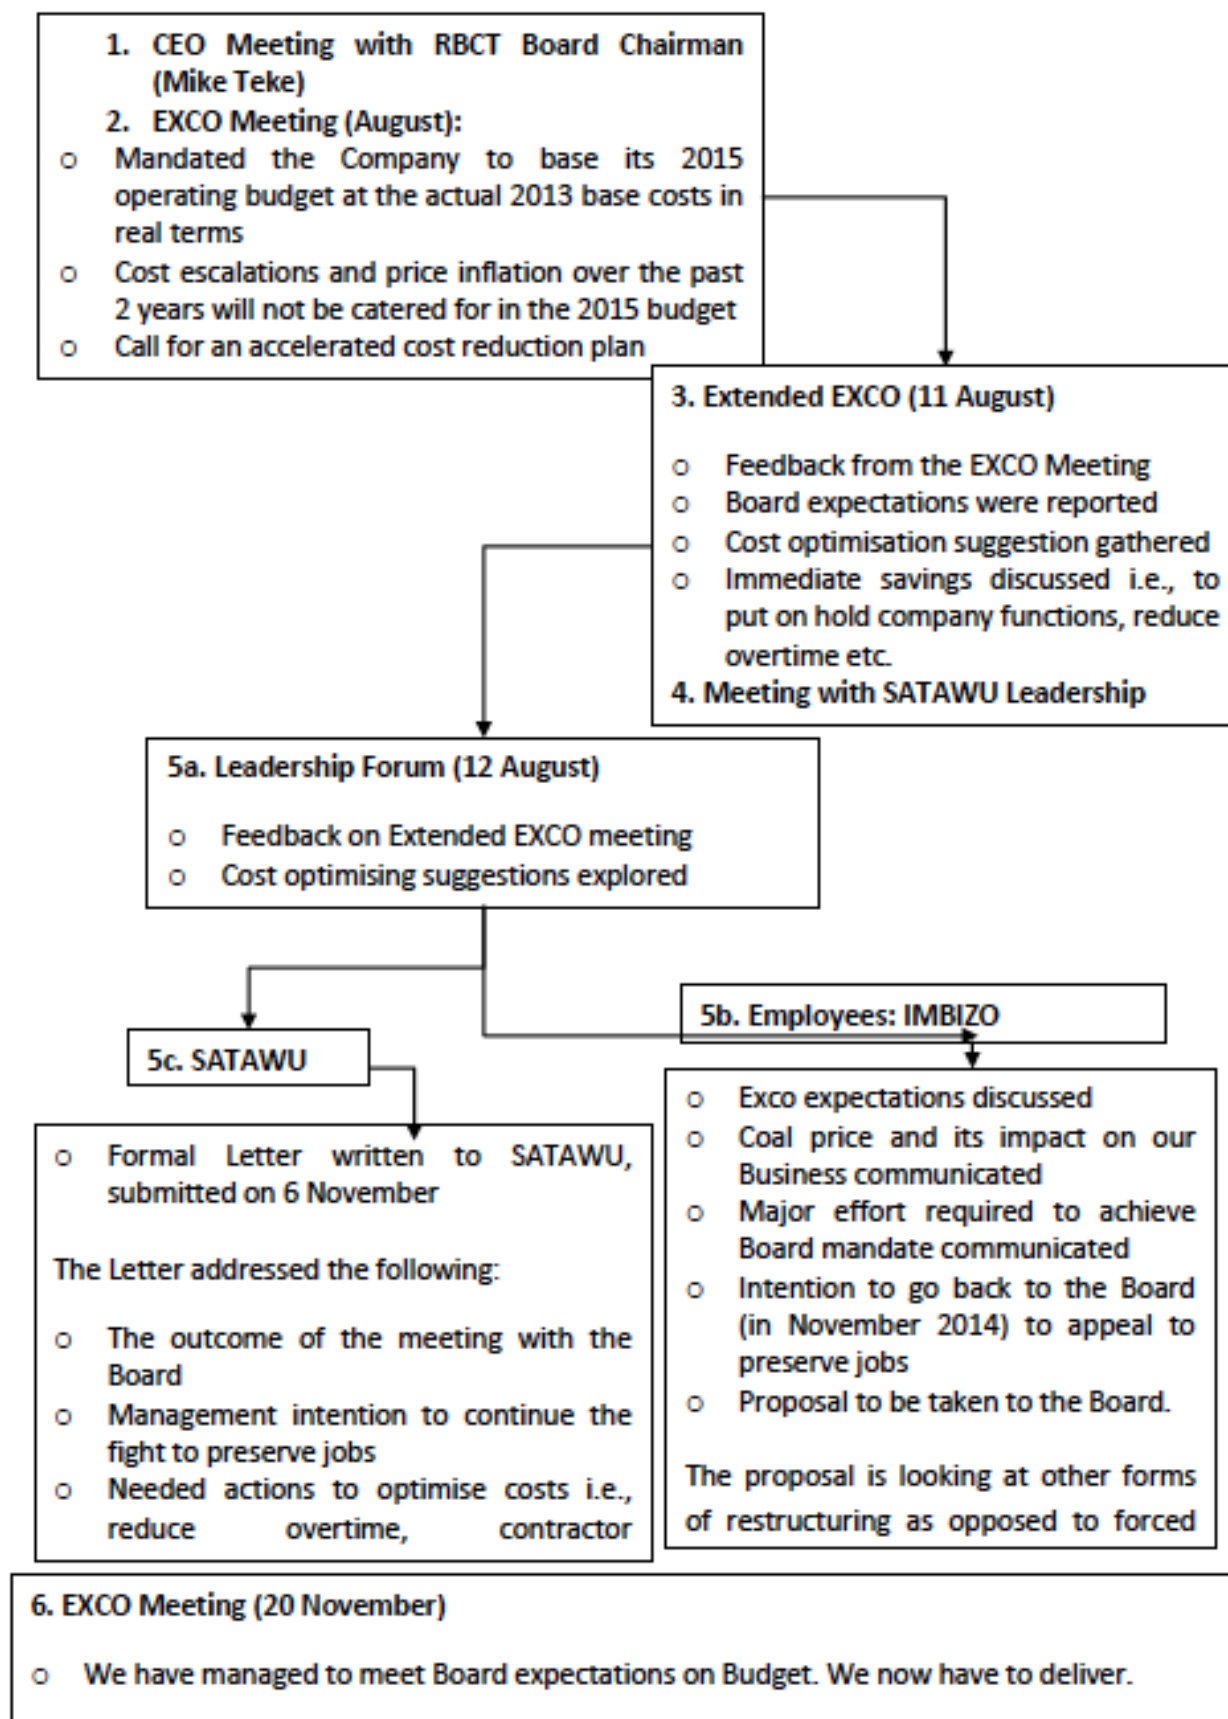 1. CEO Meeting with RBCT Board Chairman
(Mike Teke)
2. EXCO Meeting (August):
o Mandated the Company to base its 2015
operating budget at the actual 2013 base costs in
real terms
o Cost escalations and price inflation over the past
2 years will not be catered for in the 2015 budget
o Call for an accelerated cost reduction plan
3. Extended EXCO (11 August)
o Feedback from the EXCO Meeting
o Board expectations were reported
o Cost optimisation suggestion gathered
o Immediate savings discussed i.e., to
put on hold company functions, reduce
overtime etc.
4. Meeting with SATAWU Leadership
5a. Leadership Forum (12 August)
o Feedback on Extended EXCO meeting
o Cost optimising suggestions explored
5c. SATAWU
o Formal Letter written to SATAWU,
submitted on 6 November
The Letter addressed the following:
o The outcome of the meeting with the
Board
o Management intention to continue the
fight to preserve jobs
o Needed actions to optimise costs i.e.,
reduce overtime, contractor
5b. Employees: IMBIZO
o Exco expectations discussed
o Coal price and its impact on our
Business communicated
o Major effort required to achieve
Board mandate communicated
o Intention to go back to the Board
(in November 2014) to appeal to
preserve jobs
o Proposal to be taken to the Board.
The proposal is looking at other forms
of restructuring as opposed to forced
6. EXCO Meeting (20 November)
o We have managed to meet Board expectations on Budget. We now have to deliver.